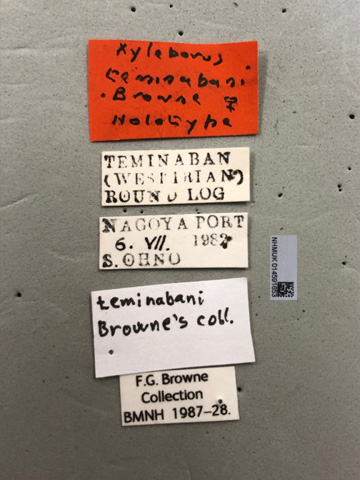 Xyleborus
teminabani
Browne ♀
Holotype
TEMINABAN
(WEST IRIAN)
ROUND LOG
NAGOYA PORT
6. VII. 1982
S. OHNO
teminabani
Browne's coll.
F.G. Browne
Collection
BMNH 1987-28.